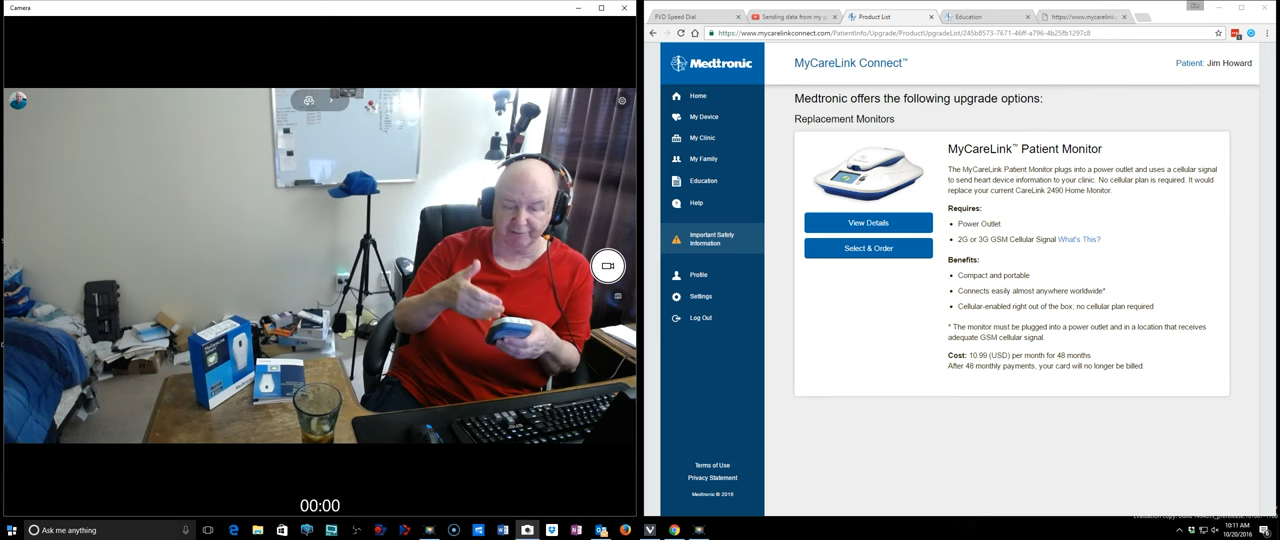 Camera
00:00
FVD Speed Dial
Sending data from my p
Product List
Education
https://www.mycarelink
https://www.mycarelinkconnect.com/PatientInfo/Upgrade/ProductUpgradeList/245b8573-7671-46ff-a796-4b25fb1297c8
Medtronic
MyCareLink Connect™
Patient: Jim Howard
Home
My Device
My Clinic
My Family
Education
Help
Important Safety
Information
Profile
Settings
Log Out
Terms of Use
Privacy Statement
Medtronic © 2016
Medtronic offers the following upgrade options:
Replacement Monitors
View Details
Select & Order
MyCareLink™ Patient Monitor
The MyCareLink Patient Monitor plugs into a power outlet and uses a cellular signal
to send heart device information to your clinic. No cellular plan is required. It would
replace your current CareLink 2490 Home Monitor.
Requires:
• Power Outlet
• 2G or 3G GSM Cellular Signal What's This?
Benefits:
• Compact and portable
• Connects easily almost anywhere worldwide*
• Cellular-enabled right out of the box; no cellular plan required
* The monitor must be plugged into a power outlet and in a location that receives
adequate GSM cellular signal.
Cost: 10.99 (USD) per month for 48 months
After 48 monthly payments, your card will no longer be billed.
Ask me anything
10:11 AM
10/20/2016